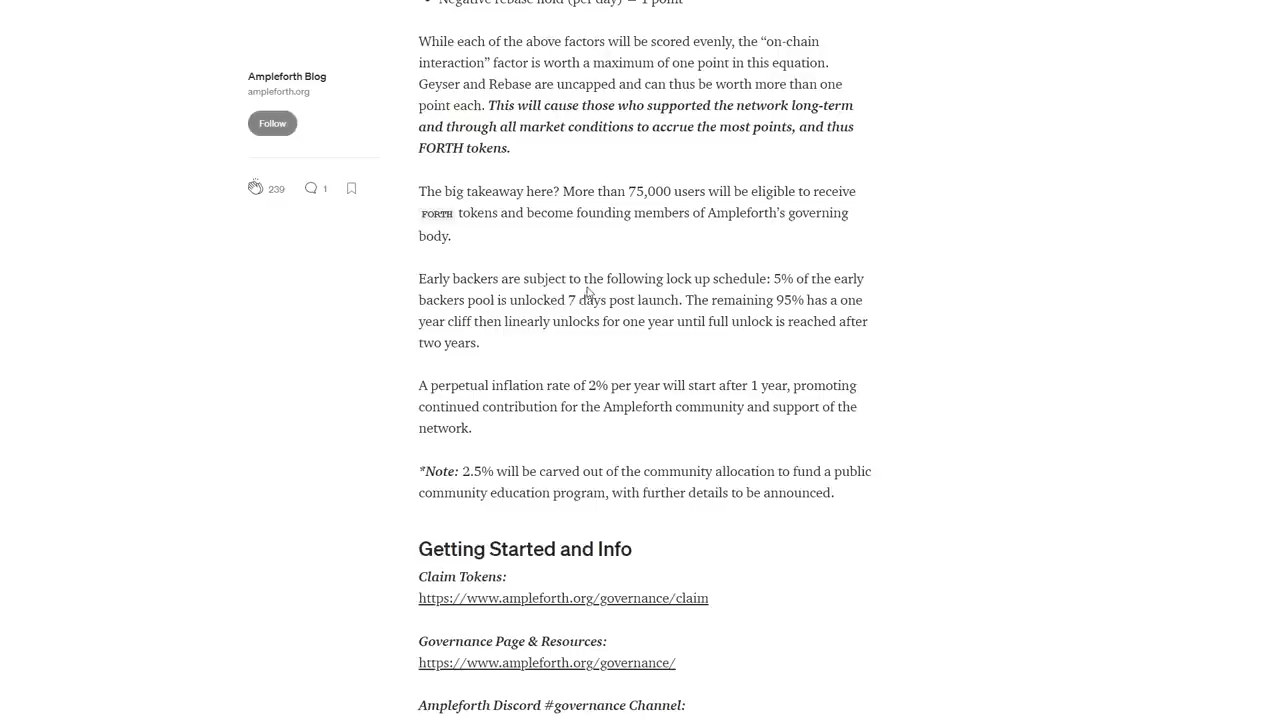 Negative rebase hold (per day) = 1 point
While each of the above factors will be scored evenly, the “on-chain
interaction” factor is worth a maximum of one point in this equation.
Geyser and Rebase are uncapped and can thus be worth more than one
point each. This will cause those who supported the network long-term
and through all market conditions to accrue the most points, and thus
FORTH tokens.
Ampleforth Blog
ampleforth.org
Follow
239
1
The big takeaway here? More than 75,000 users will be eligible to receive
FORTH tokens and become founding members of Ampleforth’s governing
body.
Early backers are subject to the following lock up schedule: 5% of the early
backers pool is unlocked 7 days post launch. The remaining 95% has a one
year cliff then linearly unlocks for one year until full unlock is reached after
two years.
A perpetual inflation rate of 2% per year will start after 1 year, promoting
continued contribution for the Ampleforth community and support of the
network.
*Note: 2.5% will be carved out of the community allocation to fund a public
community education program, with further details to be announced.
Getting Started and Info
Claim Tokens:
https://www.ampleforth.org/governance/claim
Governance Page & Resources:
https://www.ampleforth.org/governance/
Ampleforth Discord #governance Channel: